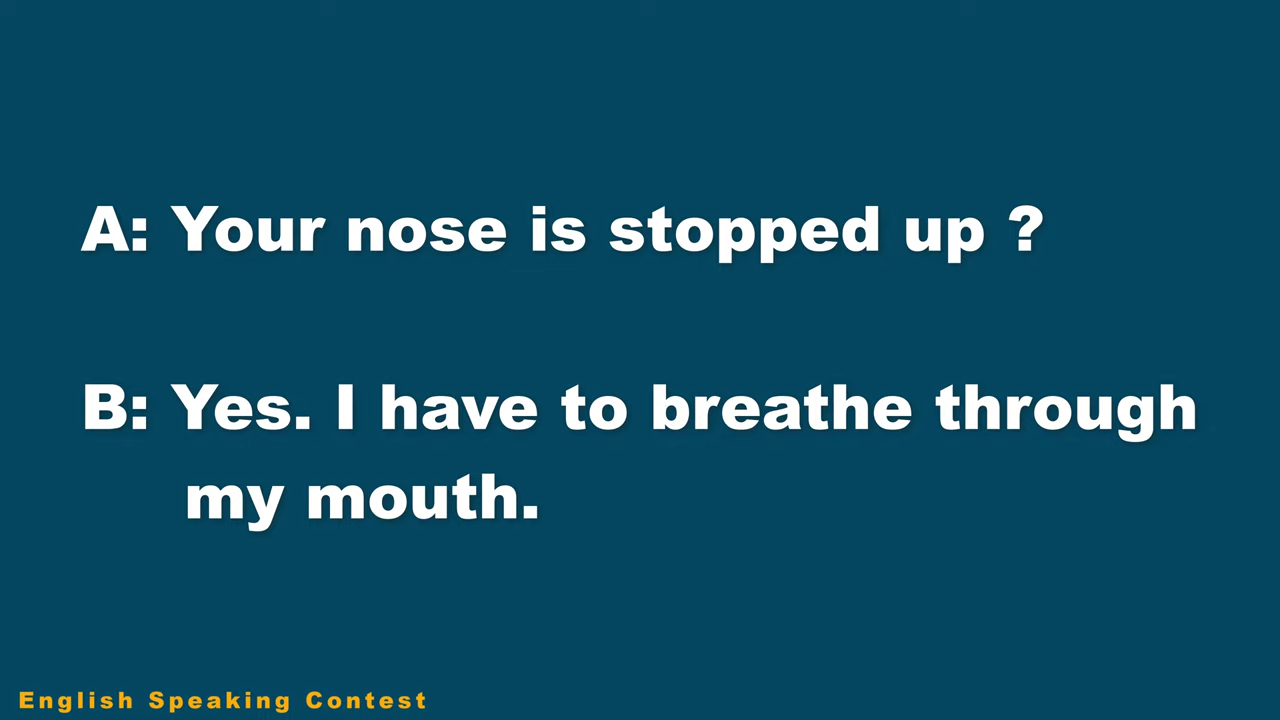 A: Your nose is stopped up ?
B: Yes. I have to breathe through
my mouth.
English Speaking Contest